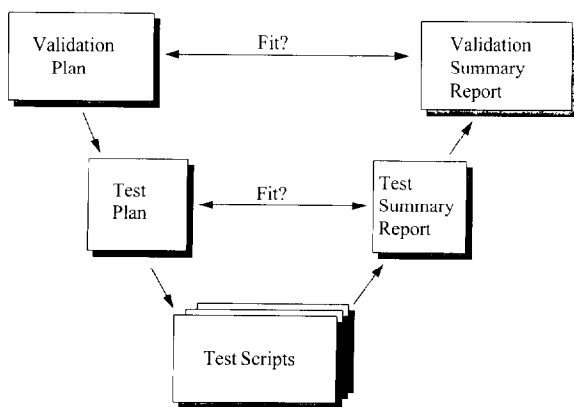 Validation
Plan
Fit?
Validation
Summary
Report
Test
Plan
Fit?
Test
Summary
Report
Test Scripts